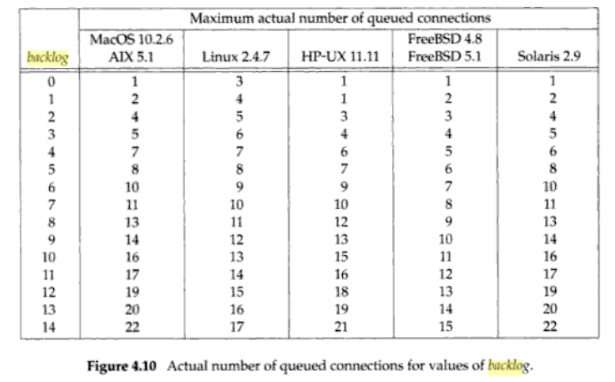 Maximum actual number of queued connections
backlog MacOS 10.2.6 AIX 5.1 Linux 2.4.7 HP-UX 11.11 FreeBSD 4.8 FreeBSD 5.1 Solaris 2.9
0 1 3 1 1 1
1 2 4 1 2 2
2 4 5 3 3 4
3 5 6 4 4 5
4 7 7 6 5 6
5 8 8 7 6 8
6 10 9 9 7 10
7 11 10 10 8 11
8 13 11 12 9 13
9 14 12 13 10 14
10 16 13 15 11 16
11 17 14 16 12 17
12 19 15 18 13 19
13 20 16 19 14 20
14 22 17 21 15 22
Figure 4.10 Actual number of queued connections for values of backlog.